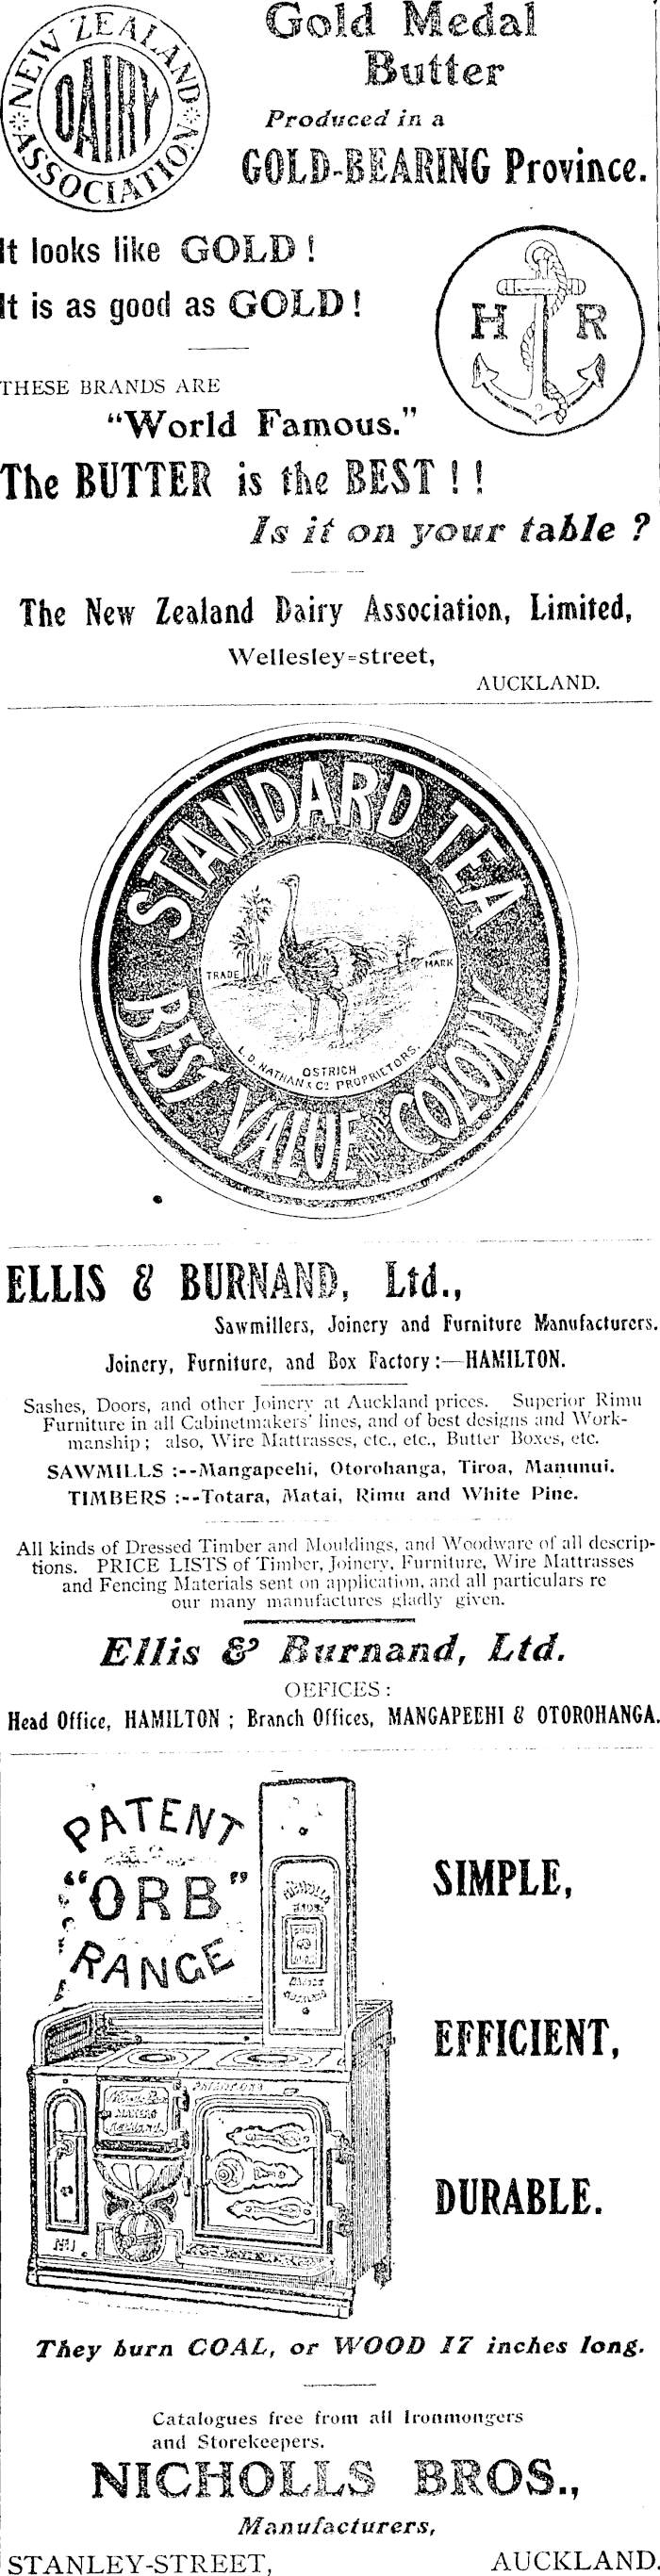 NEW ZEALAND
DAIRY
ASSOCIATION
Gold Medal
Butter
Produced in a
GOLD-BEARING Province.
It looks like GOLD !
It is as good as GOLD !
H R
THESE BRANDS ARE
"World Famous."
The BUTTER is the BEST ! !
Is it on your table ?
The New Zealand Dairy Association, Limited,
Wellesley=street,
AUCKLAND.
STANDARD TEA
TRADE MARK
OSTRICH
L. D. NATHAN & Co PROPRIETORS.
BEST VALUE IN THE COLONY
ELLIS & BURNAND, Ltd.,
Sawmillers, Joinery and Furniture Manufacturers.
Joinery, Furniture, and Box Factory :—HAMILTON.
Sashes, Doors, and other Joinery at Auckland prices. Superior Rimu
Furniture in all Cabinetmakers' lines, and of best designs and Work-
manship ; also, Wire Mattrasses, etc., etc., Butter Boxes, etc.
SAWMILLS :--Mangapeehi, Otorohanga, Tiroa, Manunui.
TIMBERS :--Totara, Matai, Rimu and White Pine.
All kinds of Dressed Timber and Mouldings, and Woodware of all descrip-
tions. PRICE LISTS of Timber, Joinery, Furniture, Wire Mattrasses
and Fencing Materials sent on application, and all particulars re
our many manufactures gladly given.
Ellis & Burnand, Ltd.
OEFICES :
Head Office, HAMILTON ; Branch Offices, MANGAPEEHI & OTOROHANGA.
PATENT
"ORB"
RANGE
SIMPLE,
EFFICIENT,
DURABLE.
NICHOLLS
PATENT ORB
MAKERS
No 1
They burn COAL, or WOOD 17 inches long.
Catalogues free from all Ironmongers
and Storekeepers.
NICHOLLS BROS.,
Manufacturers,
STANLEY-STREET, AUCKLAND.